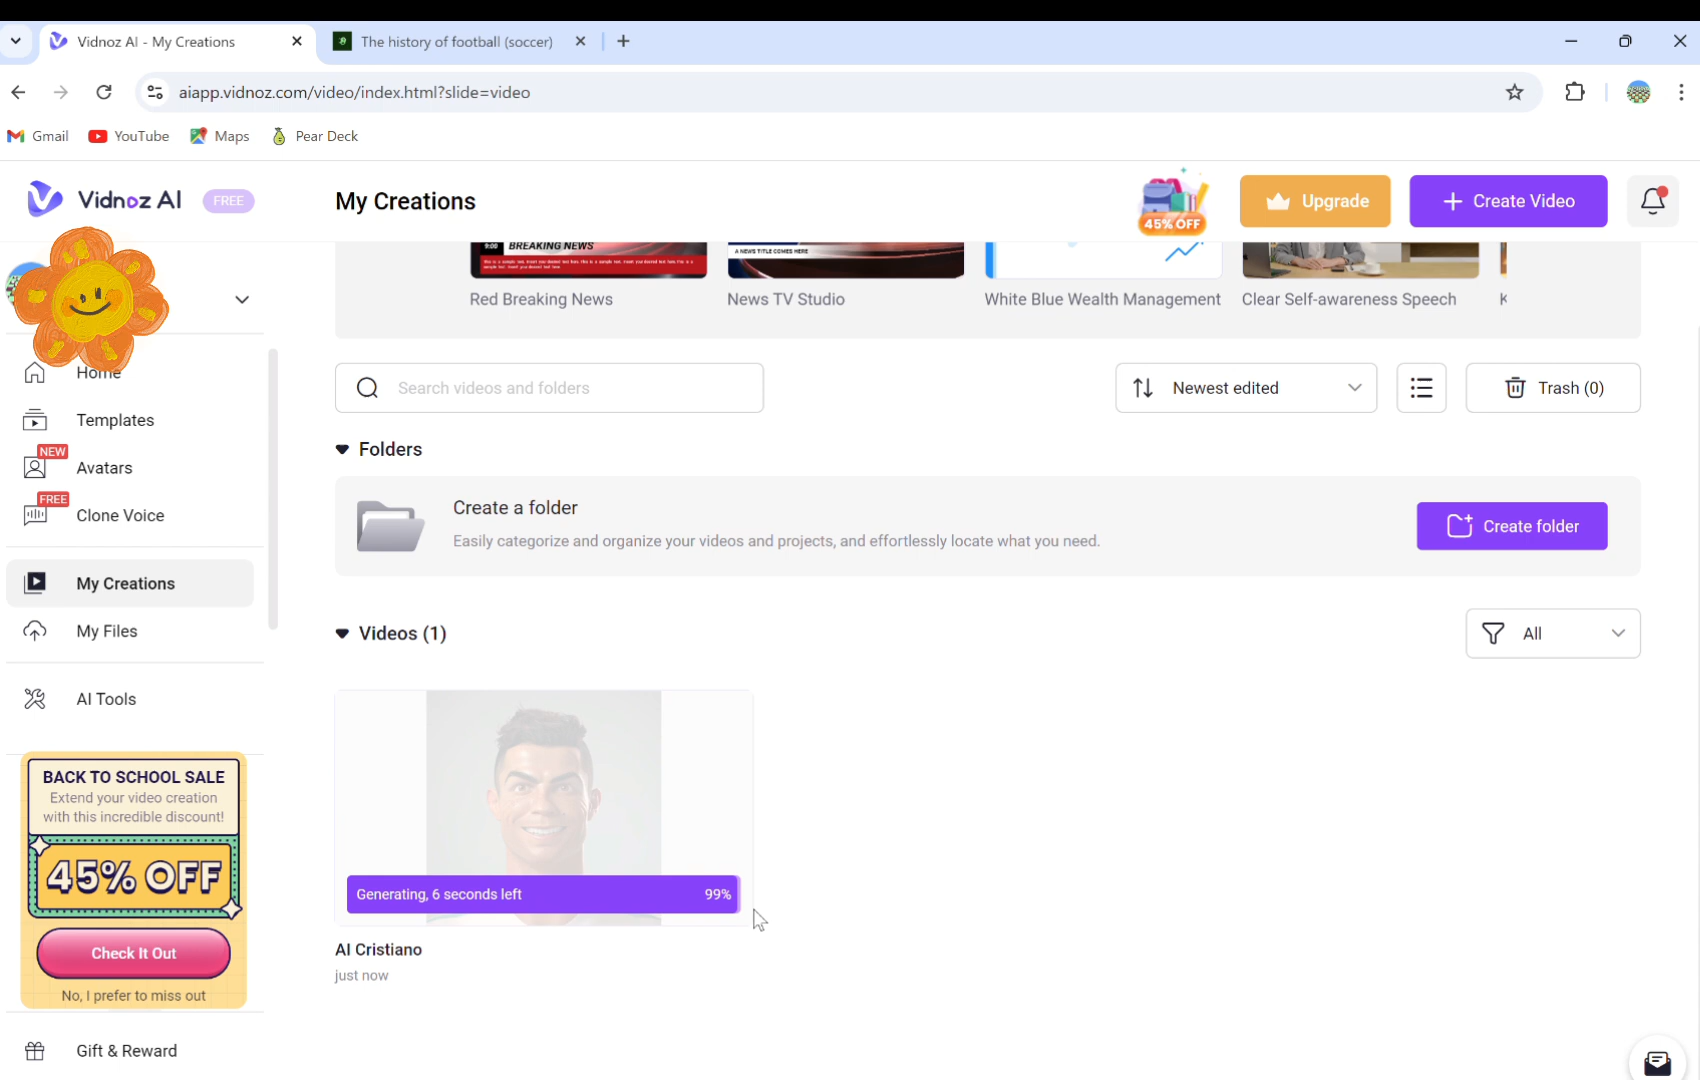 Vidnoz AI - My Creations
The history of football (soccer)
aiapp.vidnoz.com/video/index.html?slide=video
Gmail
YouTube
Maps
Pear Deck
Vidnoz AI
FREE
My Creations
45% OFF
Upgrade
Create Video
9:00 BREAKING NEWS
A NEWS TITLE COMES HERE
Red Breaking News
News TV Studio
White Blue Wealth Management
Clear Self-awareness Speech
Home
Templates
NEW
Avatars
FREE
Clone Voice
My Creations
My Files
AI Tools
Search videos and folders
Newest edited
Trash (0)
Folders
Create a folder
Easily categorize and organize your videos and projects, and effortlessly locate what you need.
Create folder
Videos (1)
All
Generating, 6 seconds left 99%
AI Cristiano
just now
BACK TO SCHOOL SALE
Extend your video creation
with this incredible discount!
45% OFF
Check It Out
No, I prefer to miss out
Gift & Reward